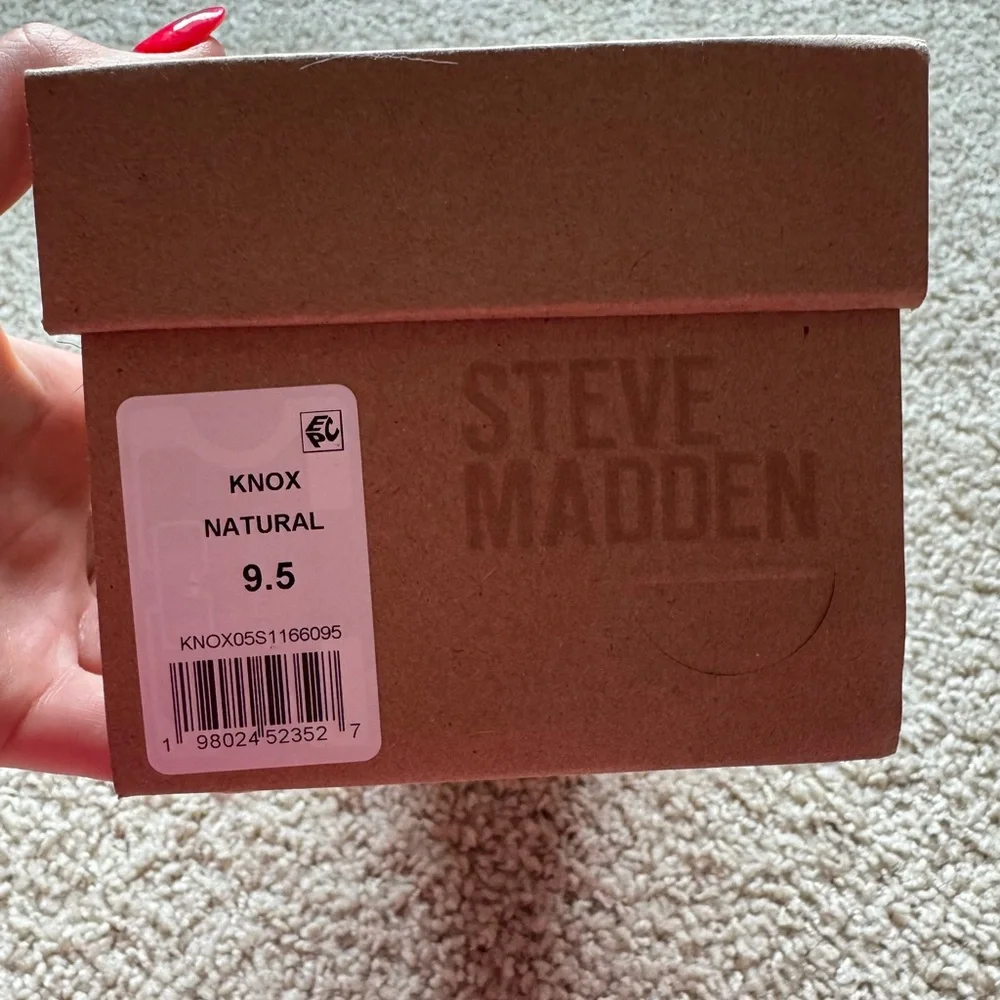 STEVE
MADDEN
EPC
KNOX
NATURAL
9.5
KNOX05S1166095
1 98024 52352 7